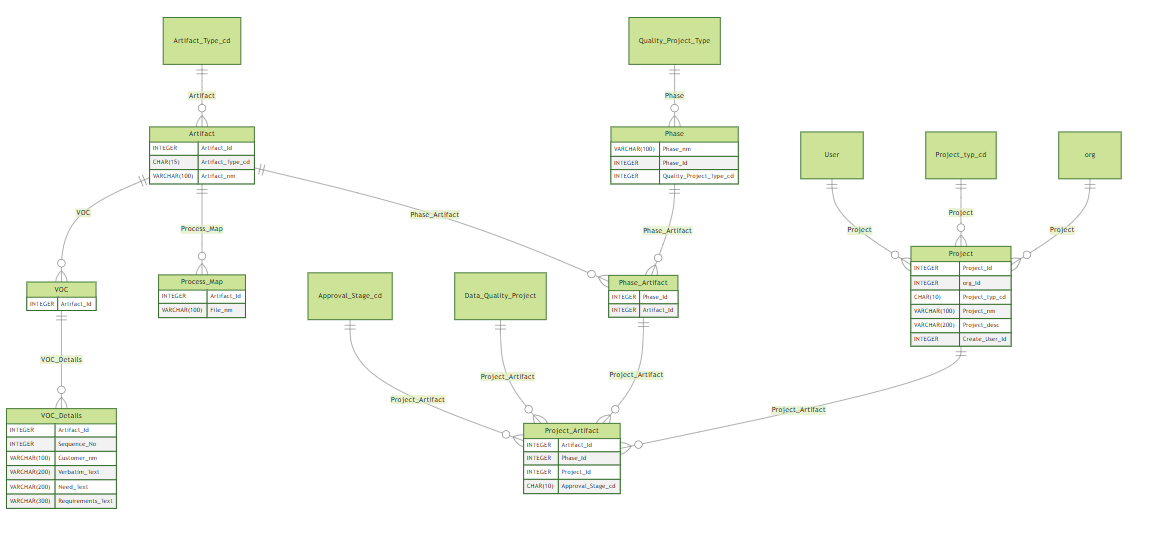 Artifact_Type_cd
Quality_Project_Type
Artifact
Phase
Artifact
INTEGER Artifact_Id
CHAR(15) Artifact_Type_cd
VARCHAR(100) Artifact_nm
Phase
VARCHAR(100) Phase_nm
INTEGER Phase_Id
INTEGER Quality_Project_Type_cd
User
Project_typ_cd
org
VOC
Process_Map
Phase_Artifact
Phase_Artifact
Project
Project
Project
VOC
INTEGER Artifact_Id
Process_Map
INTEGER Artifact_Id
VARCHAR(100) File_nm
Approval_Stage_cd
Data_Quality_Project
Phase_Artifact
INTEGER Phase_Id
INTEGER Artifact_Id
Project
INTEGER Project_Id
INTEGER org_Id
CHAR(10) Project_typ_cd
VARCHAR(100) Project_nm
VARCHAR(200) Project_desc
INTEGER Create_User_Id
VOC_Details
Project_Artifact
Project_Artifact
Project_Artifact
Project_Artifact
VOC_Details
INTEGER Artifact_Id
INTEGER Sequence_No
VARCHAR(100) Customer_nm
VARCHAR(200) Verbatim_Text
VARCHAR(200) Need_Text
VARCHAR(300) Requirements_Text
Project_Artifact
INTEGER Artifact_Id
INTEGER Phase_Id
INTEGER Project_Id
CHAR(10) Approval_Stage_cd